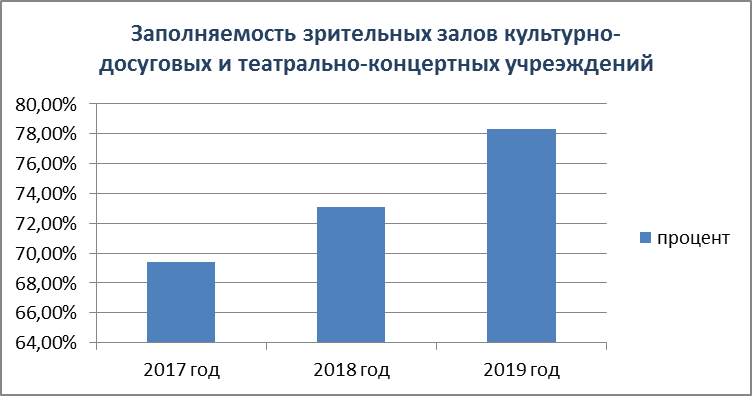 Заполняемость зрительных залов культурно-
досуговых и театрально-концертных учреэждений
80,00%
78,00%
76,00%
74,00%
72,00%
70,00%
68,00%
66,00%
64,00%
2017 год 2018 год 2019 год
процент